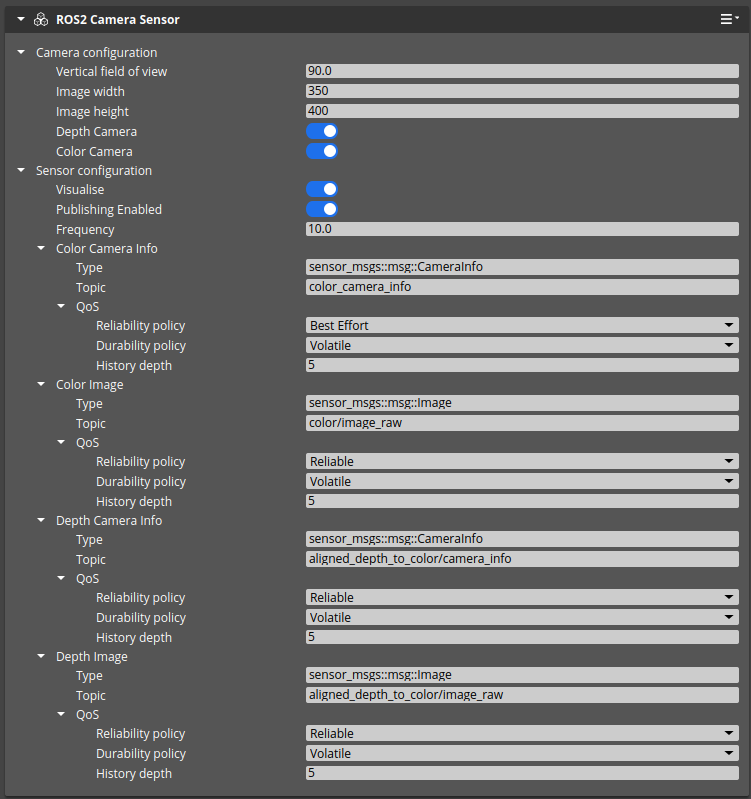 ROS2 Camera Sensor
Camera configuration
Vertical field of view 90.0
Image width 350
Image height 400
Depth Camera
Color Camera
Sensor configuration
Visualise
Publishing Enabled
Frequency 10.0
Color Camera Info
Type sensor_msgs::msg::CameraInfo
Topic color_camera_info
QoS
Reliability policy Best Effort
Durability policy Volatile
History depth 5
Color Image
Type sensor_msgs::msg::Image
Topic color/image_raw
QoS
Reliability policy Reliable
Durability policy Volatile
History depth 5
Depth Camera Info
Type sensor_msgs::msg::CameraInfo
Topic aligned_depth_to_color/camera_info
QoS
Reliability policy Reliable
Durability policy Volatile
History depth 5
Depth Image
Type sensor_msgs::msg::Image
Topic aligned_depth_to_color/image_raw
QoS
Reliability policy Reliable
Durability policy Volatile
History depth 5